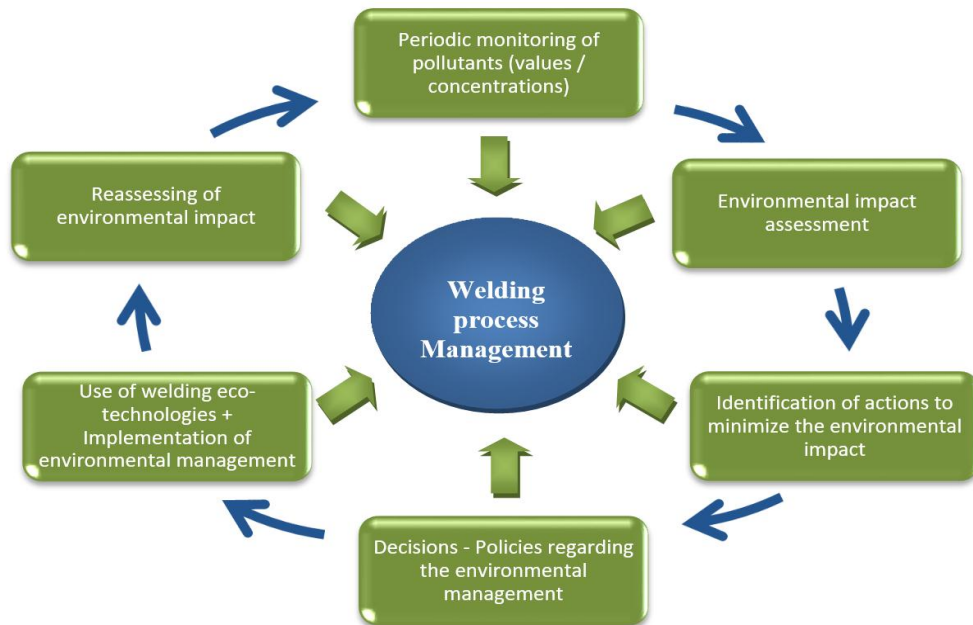 Periodic monitoring of
pollutants (values /
concentrations)
Reassessing of
environmental impact
Environmental impact
assessment
Welding
process
Management
Use of welding eco-
technologies +
Implementation of
environmental management
Identification of actions to
minimize the environmental
impact
Decisions - Policies regarding
the environmental
management